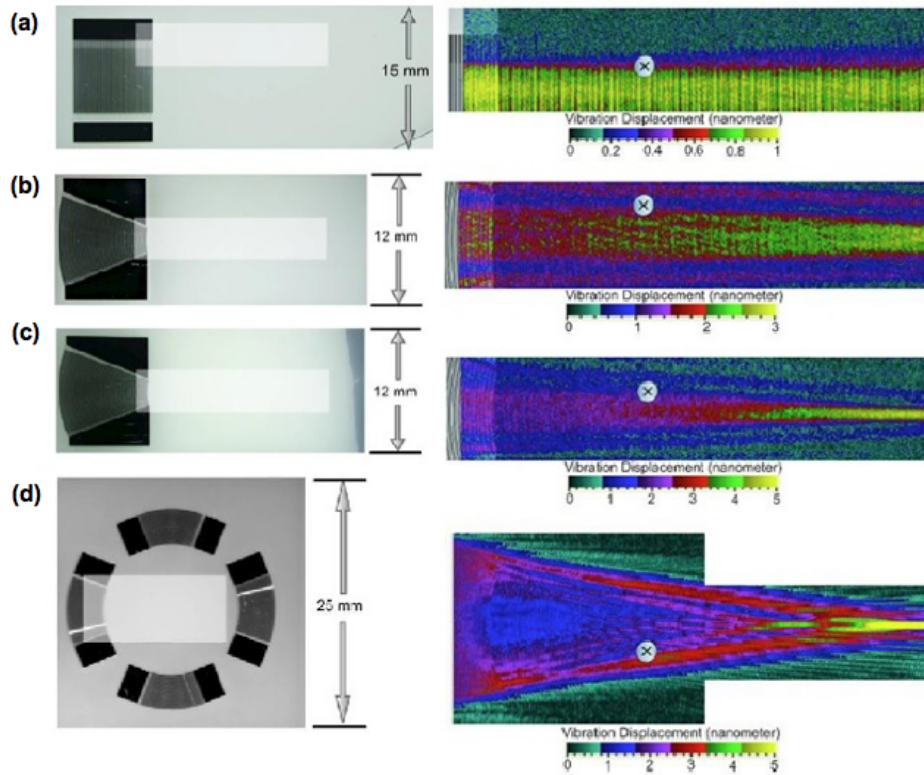 (a)
15 mm
Vibration Displacement (nanometer)
0 0.2 0.4 0.6 0.8 1
(b)
12 mm
Vibration Displacement (nanometer)
0 1 2 3
(c)
12 mm
Vibration Displacement (nanometer)
0 1 2 3 4 5
(d)
25 mm
Vibration Displacement (nanometer)
0 1 2 3 4 5